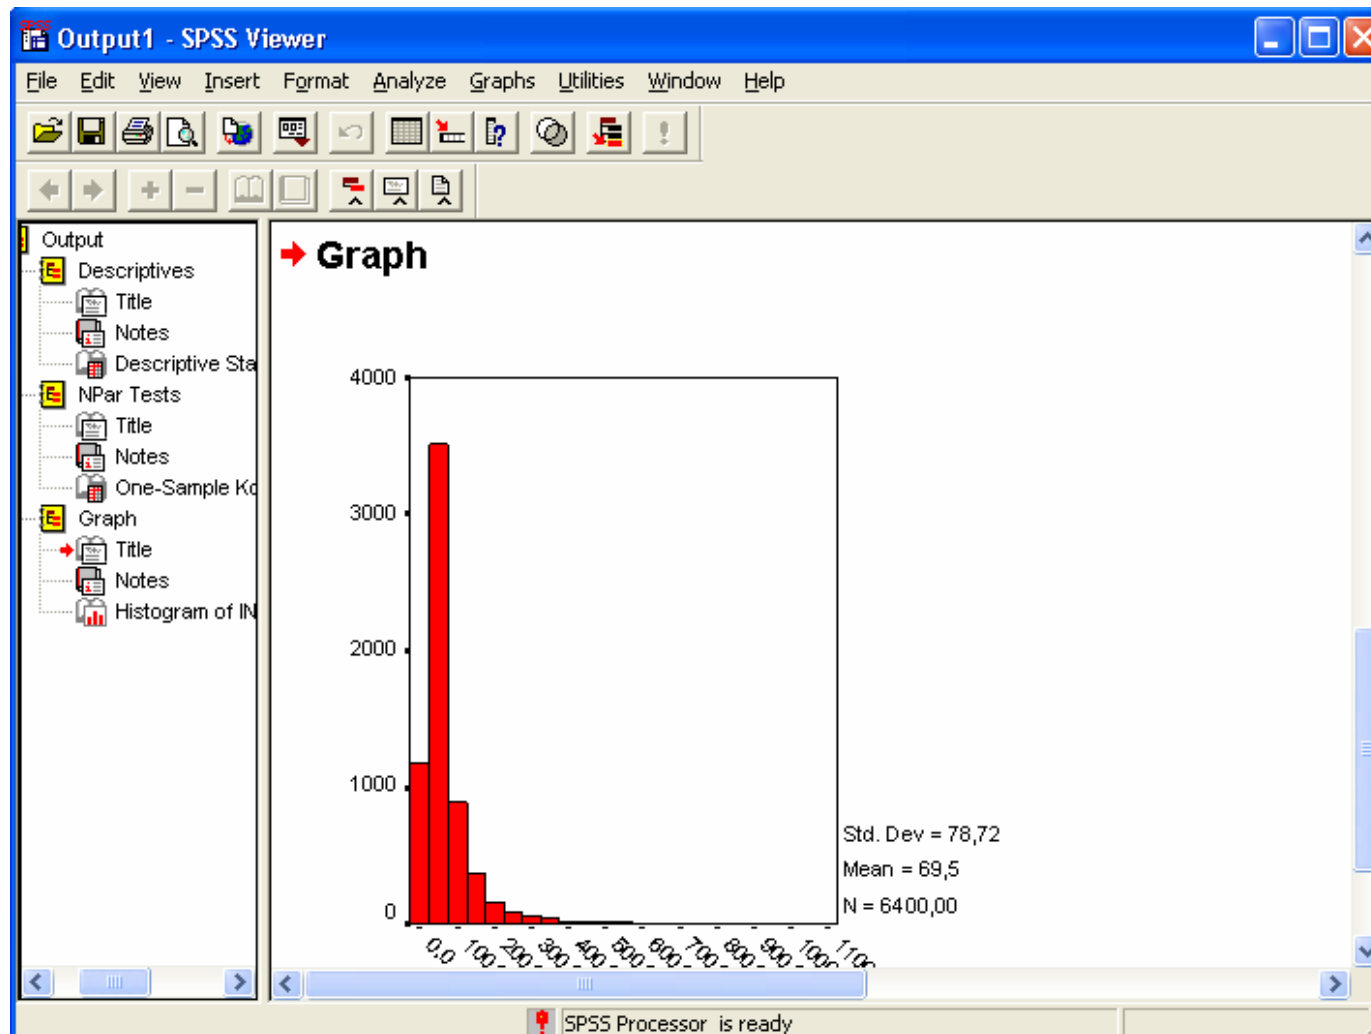 Output1 - SPSS Viewer
File Edit View Insert Format Analyze Graphs Utilities Window Help
Output
Descriptives
Title
Notes
Descriptive Sta
NPar Tests
Title
Notes
One-Sample Ko
Graph
Title
Notes
Histogram of IN
Graph
4000
3000
2000
1000
0
0,0 100, 200, 300, 400, 500, 600, 700, 800, 900, 1000 1100
Std. Dev = 78,72
Mean = 69,5
N = 6400,00
SPSS Processor is ready